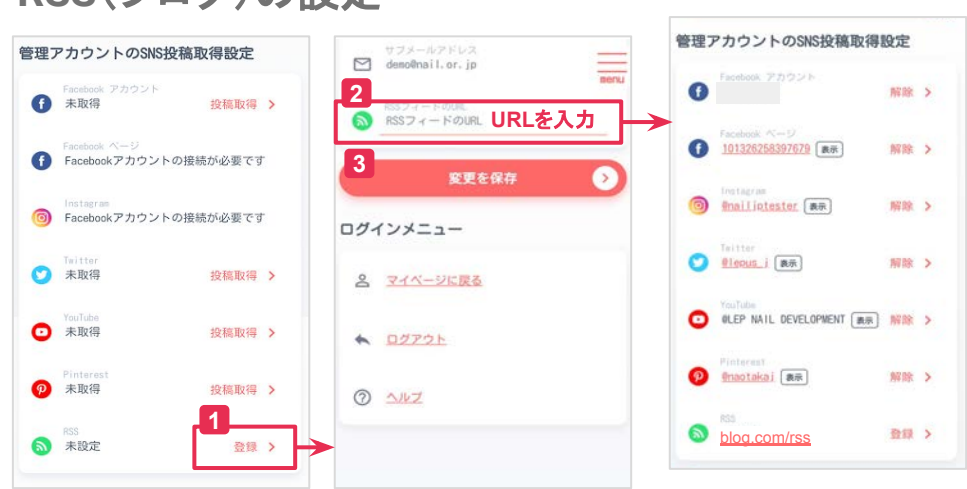 RSS(ブログ)の設定
管理アカウントのSNS投稿取得設定
Facebook アカウント
未取得
投稿取得
Facebook ページ
Facebookアカウントの接続が必要です
Instagram
Facebookアカウントの接続が必要です
Twitter
未取得
投稿取得
YouTube
未取得
投稿取得
Pinterest
未取得
投稿取得
1
RSS
未設定
登録
サブメールアドレス
demo@nail.or.jp
menu
2
RSSフィードのURL
RSSフィードのURL URLを入力
3
変更を保存
ログインメニュー
マイページに戻る
ログアウト
ヘルプ
管理アカウントのSNS投稿取得設定
Facebook アカウント
解除
Facebook ページ
101326258397679 表示
解除
Instagram
@nailiptester 表示
解除
Twitter
@lepus_i 表示
解除
YouTube
@LEP NAIL DEVELOPMENT 表示
解除
Pinterest
@naotakaj 表示
解除
RSS
blog.com/rss
登録